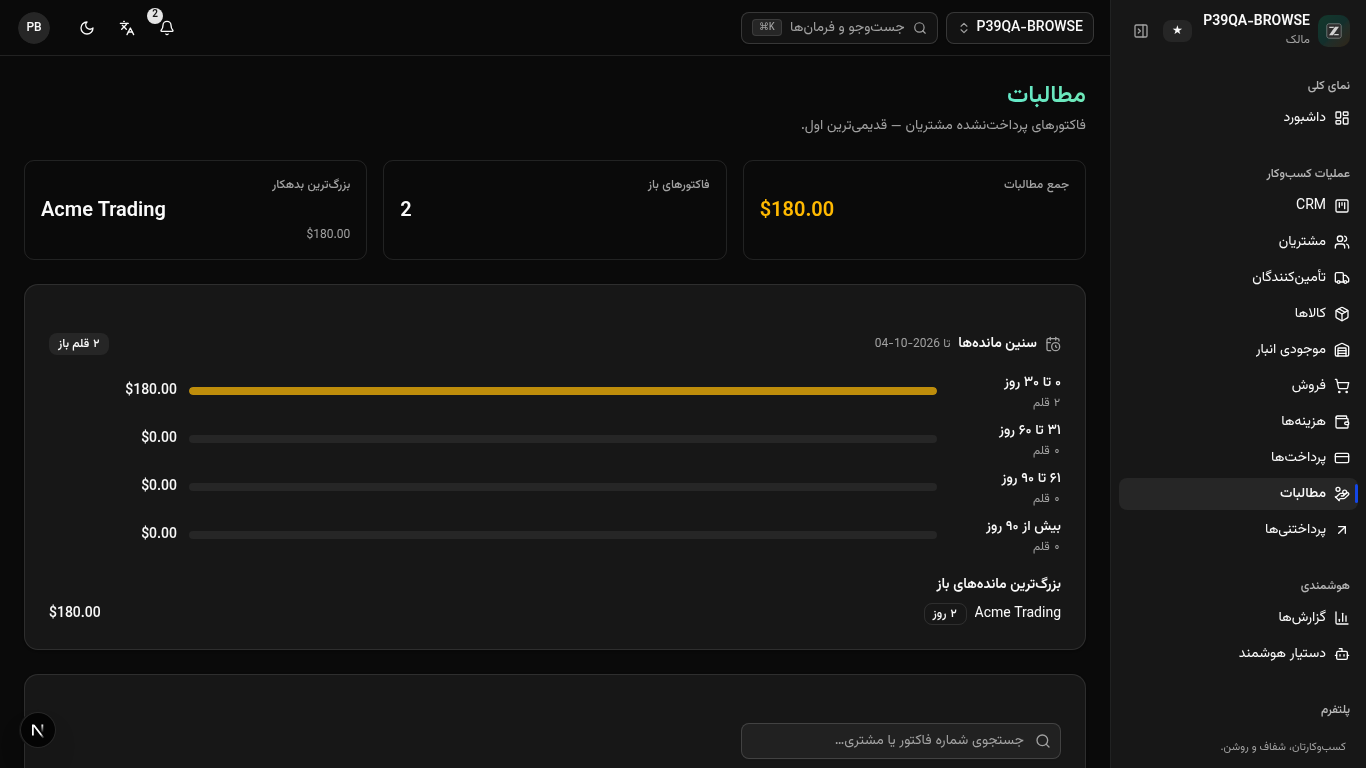 P39QA-BROWSE
مالک
نمای کلی
داشبورد
عملیات کسب‌وکار
CRM
مشتریان
تأمین‌کنندگان
کالاها
موجودی انبار
فروش
هزینه‌ها
پرداخت‌ها
مطالبات
پرداختنی‌ها
هوشمندی
گزارش‌ها
دستیار هوشمند
پلتفرم
کسب‌وکارتان، شفاف و روشن.
P39QA-BROWSE
جست‌وجو و فرمان‌ها ⌘K
2
PB
مطالبات
فاکتورهای پرداخت‌نشده مشتریان — قدیمی‌ترین اول.
جمع مطالبات
$180.00
فاکتورهای باز
2
بزرگ‌ترین بدهکار
Acme Trading
$180.00
سنین مانده‌ها تا 2026-10-04
۲ قلم باز
۰ تا ۳۰ روز
۲ قلم
$180.00
۳۱ تا ۶۰ روز
۰ قلم
$0.00
۶۱ تا ۹۰ روز
۰ قلم
$0.00
بیش از ۹۰ روز
۰ قلم
$0.00
بزرگ‌ترین مانده‌های باز
Acme Trading ۲ روز $180.00
جستجوی شماره فاکتور یا مشتری...
N